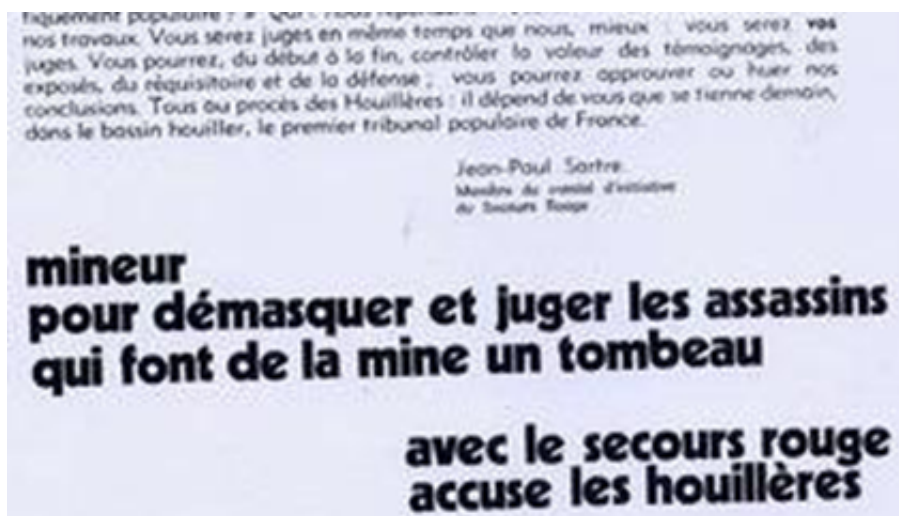 fiquement populaire ? » Oui : nous
nos travaux. Vous serez juges en même temps que nous, mieux : vous serez vos
juges. Vous pourrez, du début à la fin, contrôler la valeur des témoignages, des
exposés, du réquisitoire et de la défense ; vous pourrez approuver ou huer nos
conclusions. Tous au procès des Houillères : il dépend de vous que se tienne demain,
dans le bassin houiller, le premier tribunal populaire de France.
Jean-Paul Sartre
Membre du comité d'initiative
du Secours Rouge
mineur
pour démasquer et juger les assassins
qui font de la mine un tombeau
avec le secours rouge
accuse les houillères